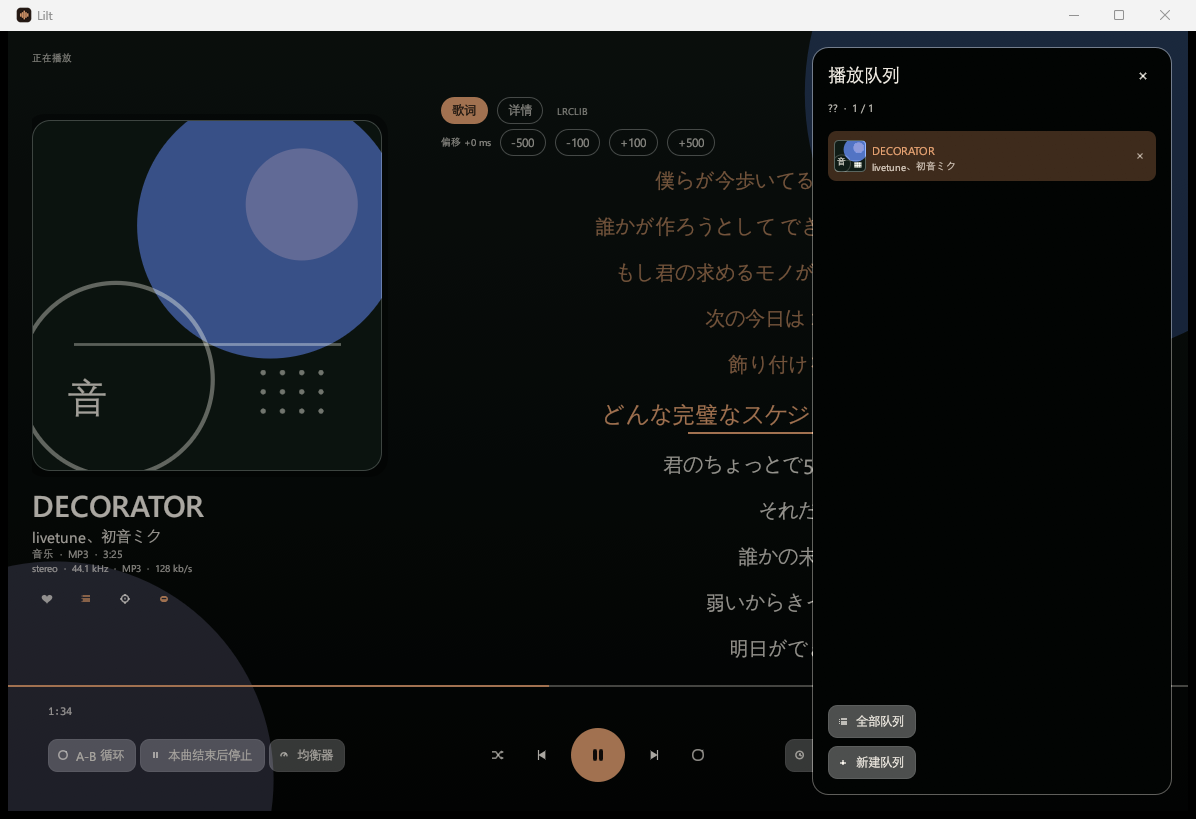 Lilt
正在播放
歌词 详情 LRCLIB
偏移 +0 ms -500 -100 +100 +500
僕らが今歩いてる
誰かが作ろうとして でき
もし君の求めるモノが
次の今日は
飾り付け
どんな完璧なスケジ
君のちょっとで5
それた
誰かの未
弱いからきっ
明日がで
音
DECORATOR
livetune、初音ミク
音乐 · MP3 · 3:25
stereo · 44.1 kHz · MP3 · 128 kb/s
1:34
A-B 循环 本曲结束后停止 均衡器
播放队列
?? · 1 / 1
音
DECORATOR
livetune、初音ミク
全部队列
新建队列